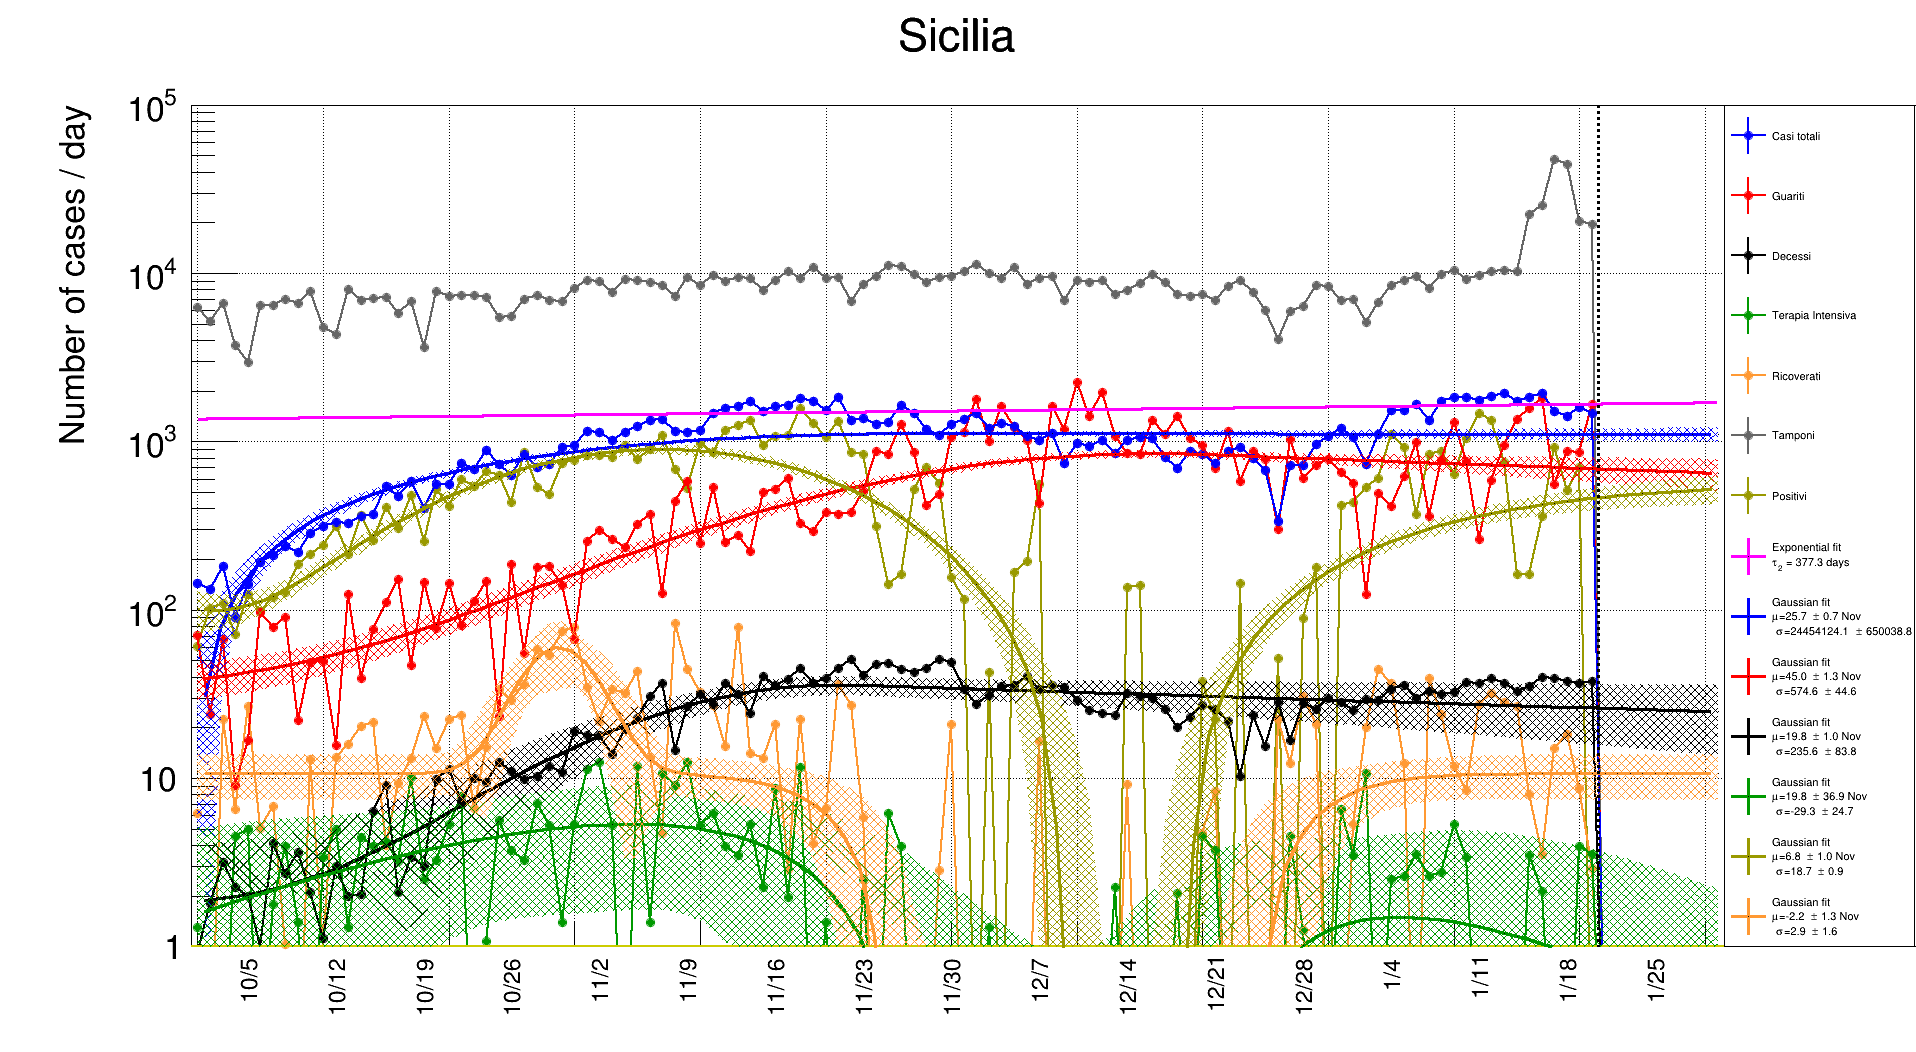 Sicilia
Number of cases / day
10^5
10^4
10^3
10^2
10
1
10/5
10/12
10/19
10/26
11/2
11/9
11/16
11/23
11/30
12/7
12/14
12/21
12/28
1/4
1/11
1/18
1/25
Casi totali
Guariti
Decessi
Terapia Intensiva
Ricoverati
Tamponi
Positivi
Exponential fit
τ_2 = 377.3 days
Gaussian fit
μ=25.7 ± 0.7 Nov
σ=24454124.1 ± 650038.8
Gaussian fit
μ=45.0 ± 1.3 Nov
σ=574.6 ± 44.6
Gaussian fit
μ=19.8 ± 1.0 Nov
σ=235.6 ± 83.8
Gaussian fit
μ=19.8 ± 36.9 Nov
σ=-29.3 ± 24.7
Gaussian fit
μ=6.8 ± 1.0 Nov
σ=18.7 ± 0.9
Gaussian fit
μ=-2.2 ± 1.3 Nov
σ=2.9 ± 1.6